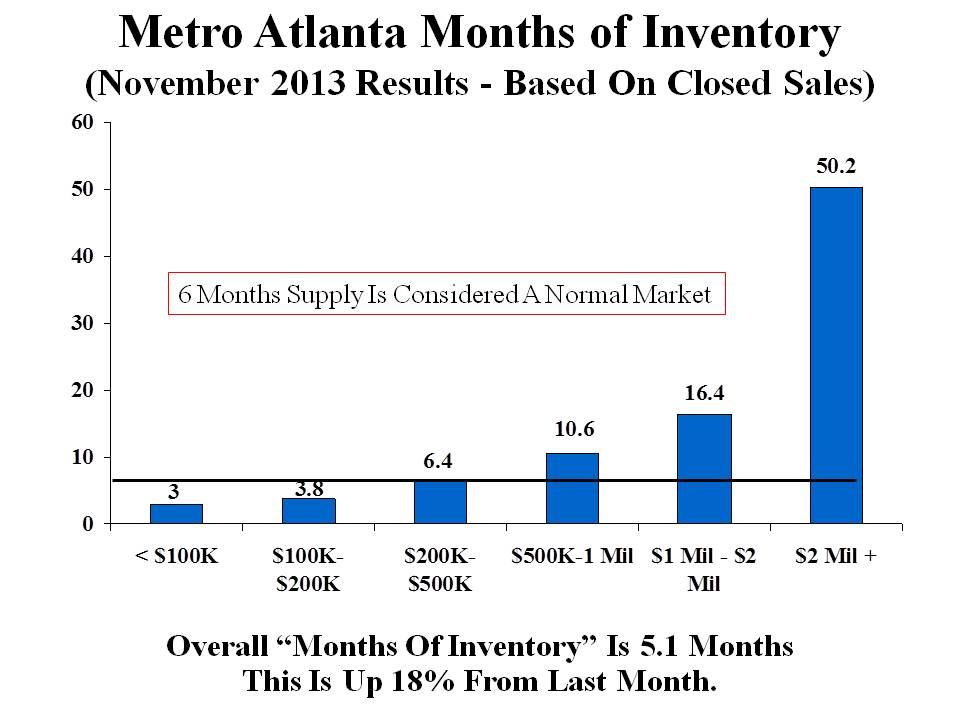 Metro Atlanta Months of Inventory
(November 2013 Results - Based On Closed Sales)
60
50
40
30
20
10
0
6 Months Supply Is Considered A Normal Market
3
3.8
6.4
10.6
16.4
50.2
< $100K
$100K-
$200K
$200K-
$500K
$500K-1 Mil
$1 Mil - $2
Mil
$2 Mil +
Overall “Months Of Inventory” Is 5.1 Months
This Is Up 18% From Last Month.